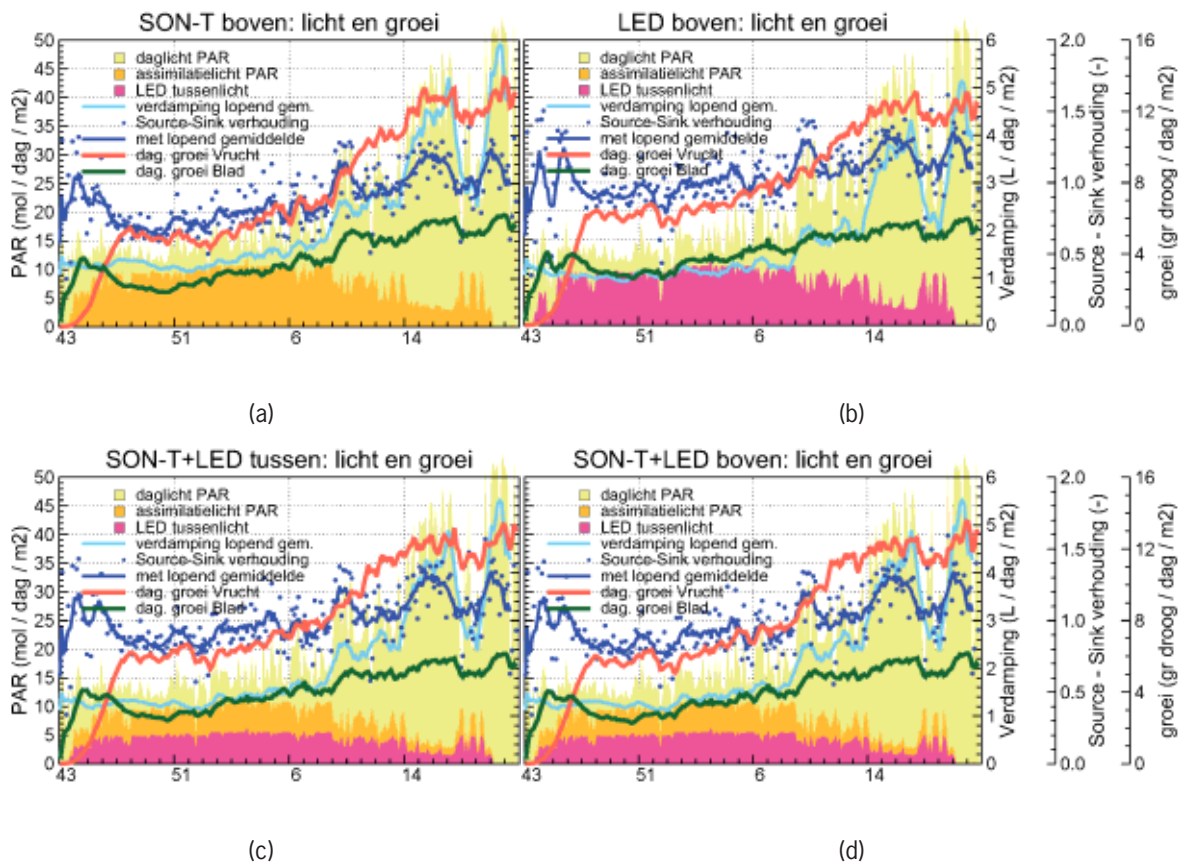 SON-T boven: licht en groei
50
45
40
35
30
25
20
15
10
5
0
PAR (mol / dag / m2)
daglicht PAR
assimilatielicht PAR
LED tussenlicht
verdamping lopend gem.
Source-Sink verhouding
met lopend gemiddelde
dag. groei Vrucht
dag. groei Blad
43
51
6
14
(a)
LED boven: licht en groei
daglicht PAR
assimilatielicht PAR
LED tussenlicht
verdamping lopend gem.
Source-Sink verhouding
met lopend gemiddelde
dag. groei Vrucht
dag. groei Blad
43
51
6
14
6
5
4
3
2
1
0
Verdamping (L / dag / m2)
2.0
1.5
1.0
0.5
0.0
Source - Sink verhouding (-)
16
12
8
4
0
groei (gr droog / dag / m2)
(b)
SON-T+LED tussen: licht en groei
50
45
40
35
30
25
20
15
10
5
0
PAR (mol / dag / m2)
daglicht PAR
assimilatielicht PAR
LED tussenlicht
verdamping lopend gem.
Source-Sink verhouding
met lopend gemiddelde
dag. groei Vrucht
dag. groei Blad
43
51
6
14
(c)
SON-T+LED boven: licht en groei
daglicht PAR
assimilatielicht PAR
LED tussenlicht
verdamping lopend gem.
Source-Sink verhouding
met lopend gemiddelde
dag. groei Vrucht
dag. groei Blad
43
51
6
14
6
5
4
3
2
1
0
Verdamping (L / dag / m2)
2.0
1.5
1.0
0.5
0.0
Source - Sink verhouding (-)
16
12
8
4
0
groei (gr droog / dag / m2)
(d)